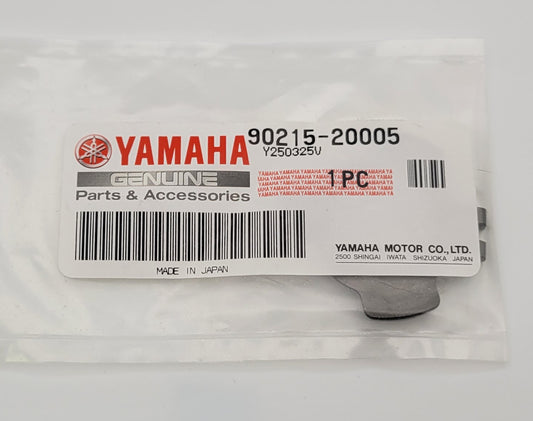 YAMAHA 90215-20005
Y250325V
GENUINE
Parts & Accessories
1 PC
YAMAHA MOTOR CO.,LTD.
2500 SHINGAI IWATA SHIZUOKA JAPAN
MADE IN JAPAN